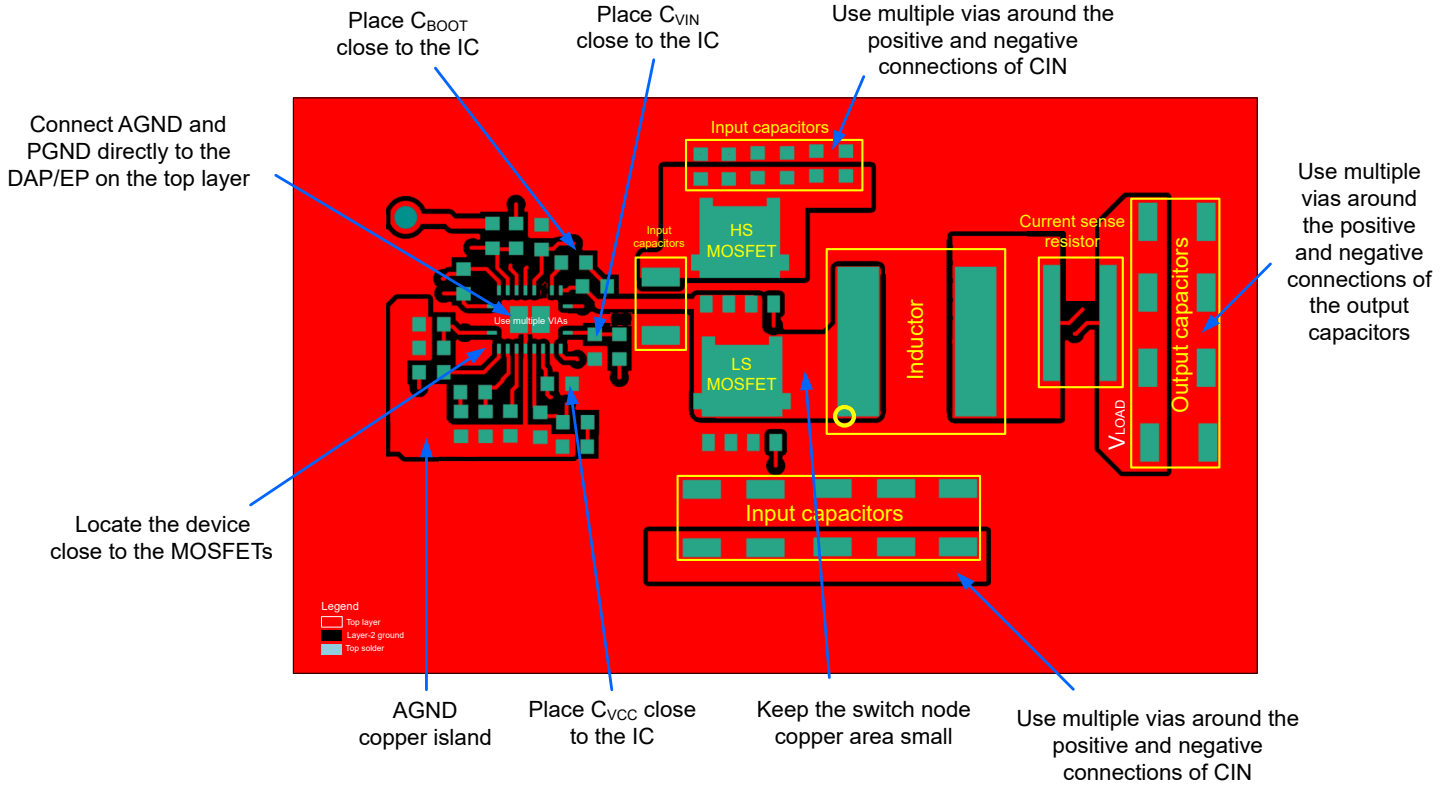 Place CBOOT
close to the IC
Place CVIN
close to the IC
Use multiple vias around the
positive and negative
connections of CIN
Connect AGND and
PGND directly to the
DAP/EP on the top layer
Input capacitors
Use multiple
vias around
the positive
and negative
connections of
the output
capacitors
HS
MOSFET
Input
capacitors
Current sense
resistor
Use multiple VIAs
LS
MOSFET
Inductor
Output capacitors
VLOAD
Input capacitors
Locate the device
close to the MOSFETs
Legend
Top layer
Layer-2 ground
Top solder
AGND
copper island
Place CVCC close
to the IC
Keep the switch node
copper area small
Use multiple vias around the
positive and negative
connections of CIN